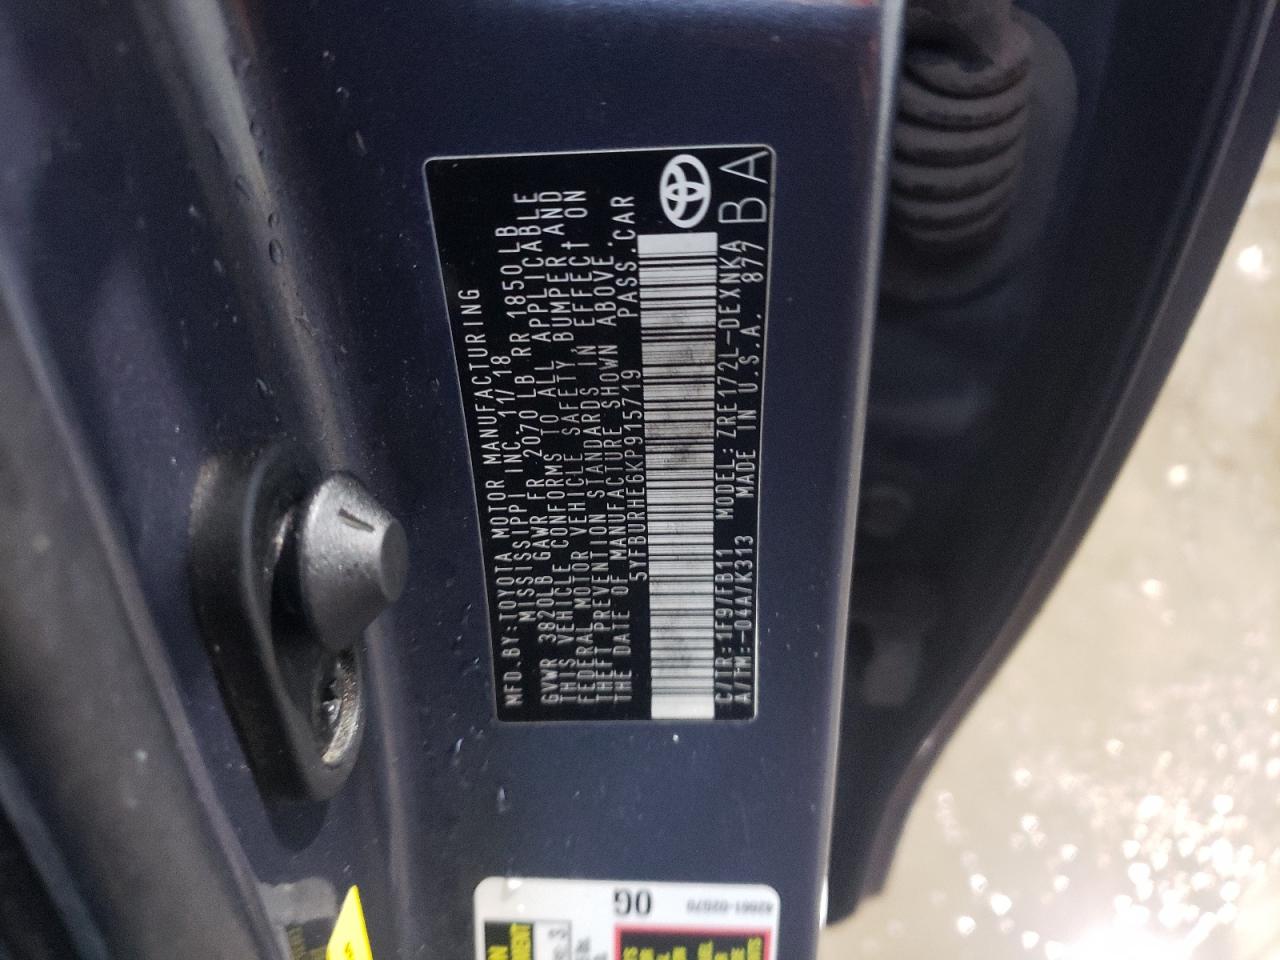 MFD.BY:TOYOTA MOTOR MANUFACTURING
MISSISSIPPI INC. 11/18
GVWR 3820LB GAWR FR 2070 LB RR 1850LB
THIS VEHICLE CONFORMS TO ALL APPLICABLE
FEDERAL MOTOR VEHICLE SAFETY BUMPER AND
THEFT PREVENTION STANDARDS IN EFFECT ON
THE DATE OF MANUFACTURE SHOWN ABOVE.
5YFBURHE6KP915719 PASS.CAR
C/TR:1F9/FB11 MODEL:ZRE172L-DEXNKA
A/TM:-04A/K313 MADE IN U.S.A. 877
BA
0G